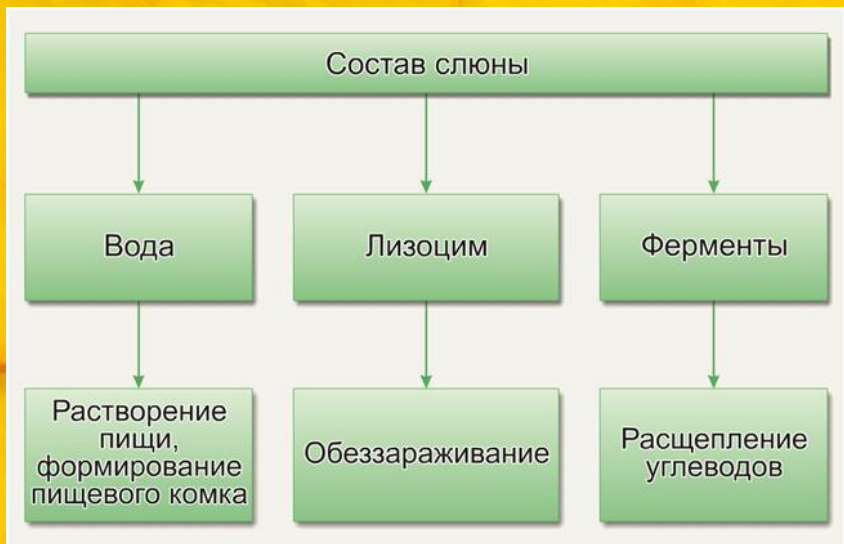 Состав слюны
Вода
Лизоцим
Ферменты
Растворение
пищи,
формирование
пищевого комка
Обеззараживание
Расщепление
углеводов